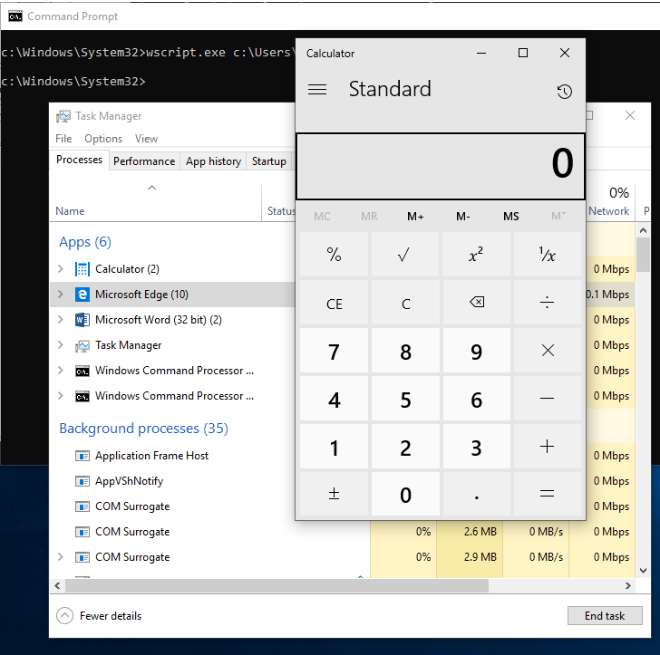 Command Prompt
c:\Windows\System32>wscript.exe c:\Users\
c:\Windows\System32>
Calculator
Standard
0
MC MR M+ M- MS M˅
% √ x² ¹/x
CE C ÷
7 8 9 ×
4 5 6 −
1 2 3 +
± 0 . =
Task Manager
File Options View
Processes Performance App history Startup
0%
Name Status Network P
Apps (6)
Calculator (2) 0 Mbps
Microsoft Edge (10) 0.1 Mbps
Microsoft Word (32 bit) (2) 0 Mbps
Task Manager 0 Mbps
Windows Command Processor ... 0 Mbps
Windows Command Processor ... 0 Mbps
Background processes (35)
Application Frame Host 0 Mbps
AppVShNotify 0 Mbps
COM Surrogate 0 Mbps
COM Surrogate 0% 2.6 MB 0 MB/s 0 Mbps
COM Surrogate 0% 2.9 MB 0 MB/s 0 Mbps
Fewer details End task